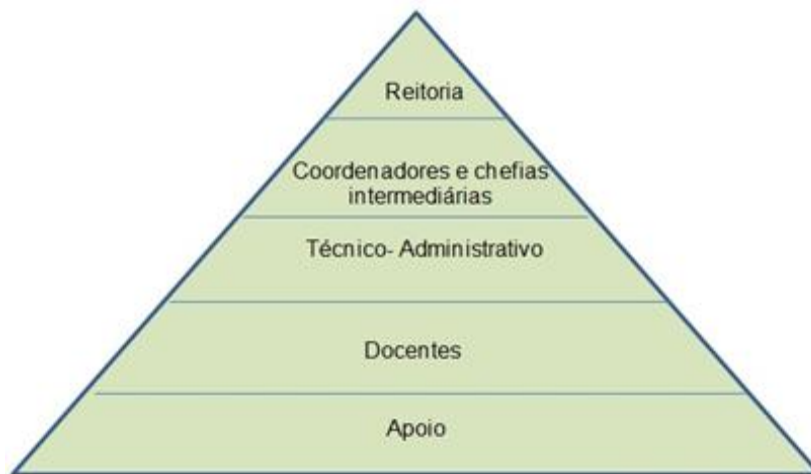 Reitoria
Coordenadores e chefias
intermediárias
Técnico- Administrativo
Docentes
Apoio